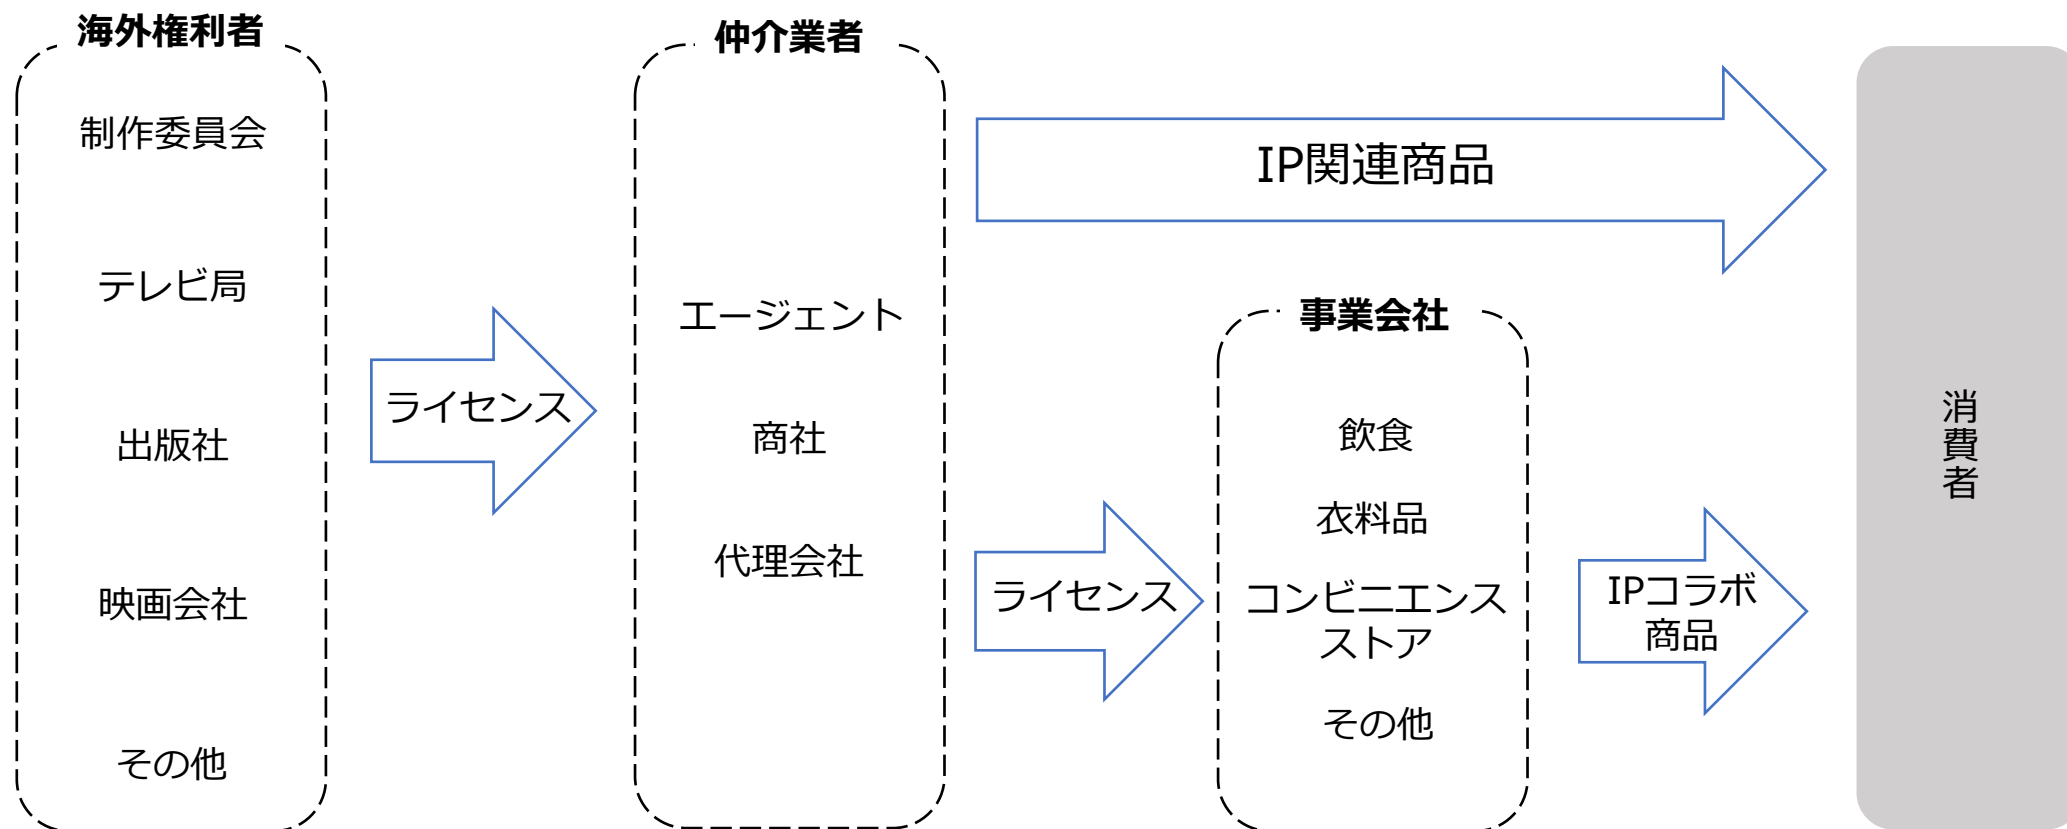 海外権利者
制作委員会
テレビ局
出版社
映画会社
その他
ライセンス
仲介業者
エージェント
商社
代理会社
IP関連商品
ライセンス
事業会社
飲食
衣料品
コンビニエンス
ストア
その他
IPコラボ
商品
消費者